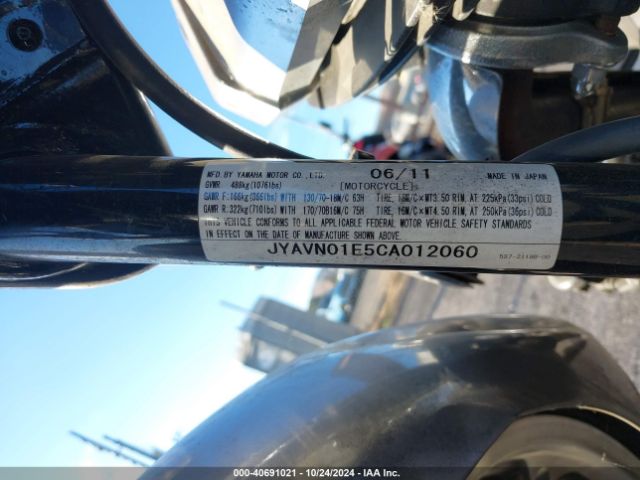 MFD.BY YAMAHA MOTOR CO.,LTD. 06/11 MADE IN JAPAN
GVWR 488kg(1076lbs) [MOTORCYCLE]
GAWR F.166kg(366lbs) WITH 130/70-18M/C 63H TIRE, 18M/C×MT3.50 RIM, AT 225kPa(33psi) COLD
GAWR R.322kg(710lbs) WITH 170/70B16M/C 75H TIRE, 16M/C×MT4.50 RIM, AT 250kPa(36psi) COLD
THIS VEHICLE CONFORMS TO ALL APPLICABLE FEDERAL MOTOR VEHICLE SAFETY STANDARDS
IN EFFECT ON THE DATE OF MANUFACTURE SHOWN ABOVE.
JYAVN01E5CA012060
000-40691021 | 10/24/2024 | IAA Inc.